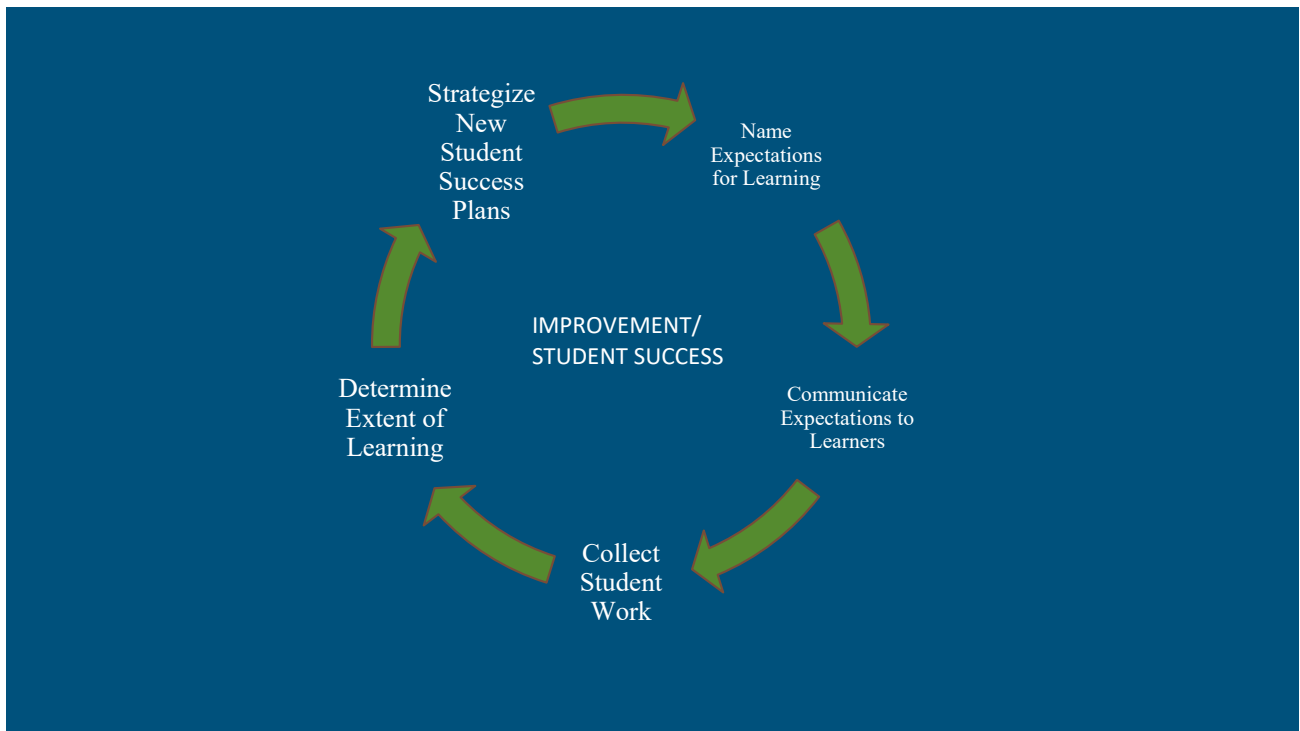 Strategize
New
Student
Success
Plans
Name
Expectations
for Learning
IMPROVEMENT/
STUDENT SUCCESS
Communicate
Expectations to
Learners
Collect
Student
Work
Determine
Extent of
Learning